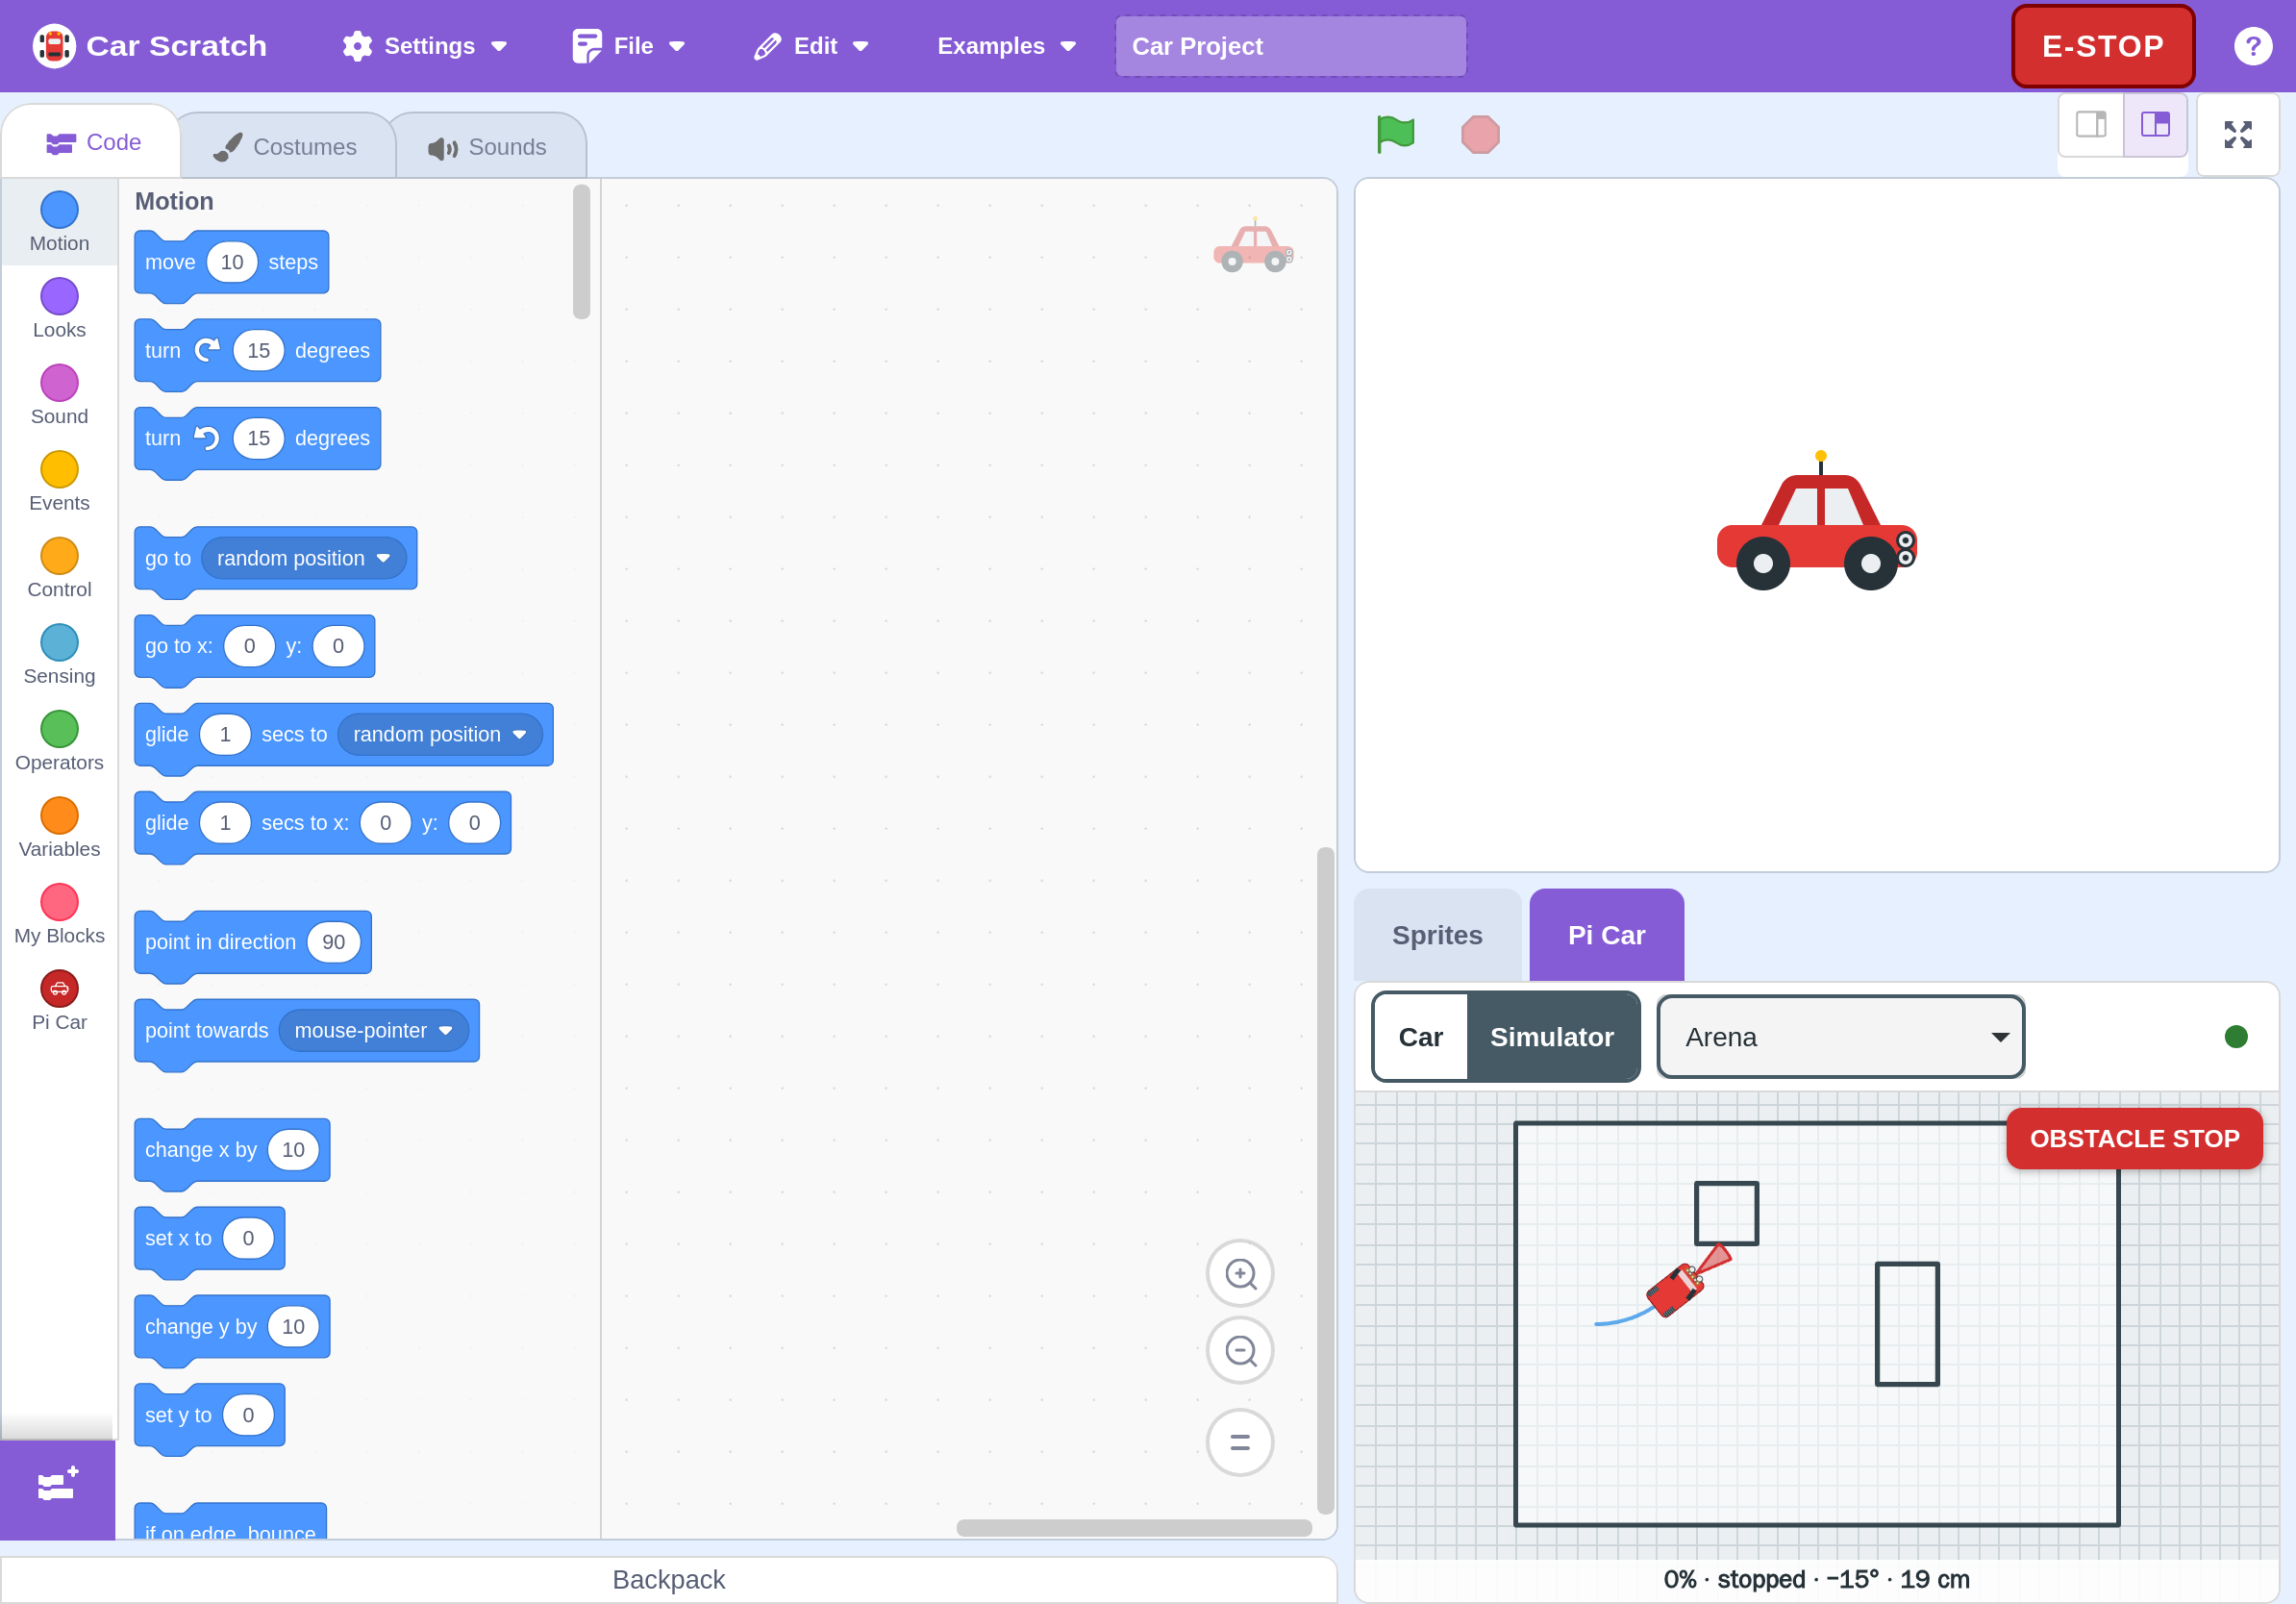 Car Scratch
Settings
File
Edit
Examples
Car Project
E-STOP
?
Code
Costumes
Sounds
Motion
Looks
Sound
Events
Control
Sensing
Operators
Variables
My Blocks
Pi Car
Motion
move 10 steps
turn 15 degrees
turn 15 degrees
go to random position
go to x: 0 y: 0
glide 1 secs to random position
glide 1 secs to x: 0 y: 0
point in direction 90
point towards mouse-pointer
change x by 10
set x to 0
change y by 10
set y to 0
if on edge, bounce
Backpack
Sprites
Pi Car
Car
Simulator
Arena
OBSTACLE STOP
0% · stopped · −15° · 19 cm